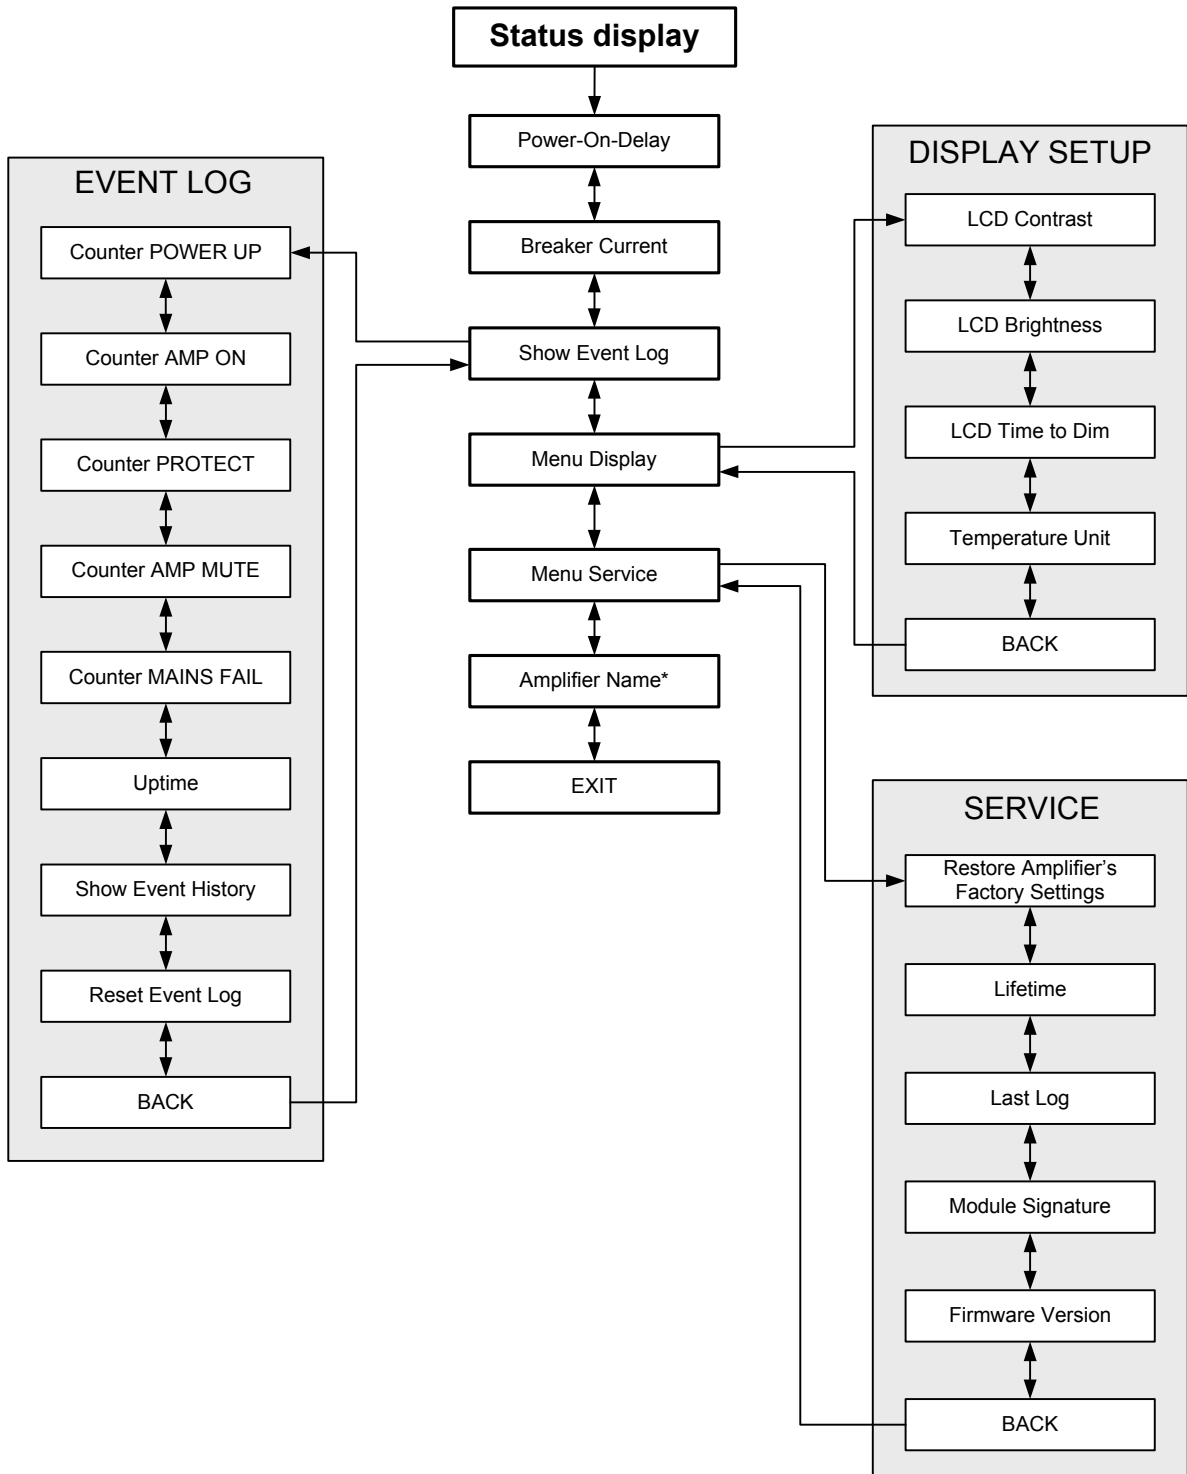 Status display
Power-On-Delay
Breaker Current
Show Event Log
Menu Display
Menu Service
Amplifier Name*
EXIT
EVENT LOG
Counter POWER UP
Counter AMP ON
Counter PROTECT
Counter AMP MUTE
Counter MAINS FAIL
Uptime
Show Event History
Reset Event Log
BACK
DISPLAY SETUP
LCD Contrast
LCD Brightness
LCD Time to Dim
Temperature Unit
BACK
SERVICE
Restore Amplifier’s
Factory Settings
Lifetime
Last Log
Module Signature
Firmware Version
BACK